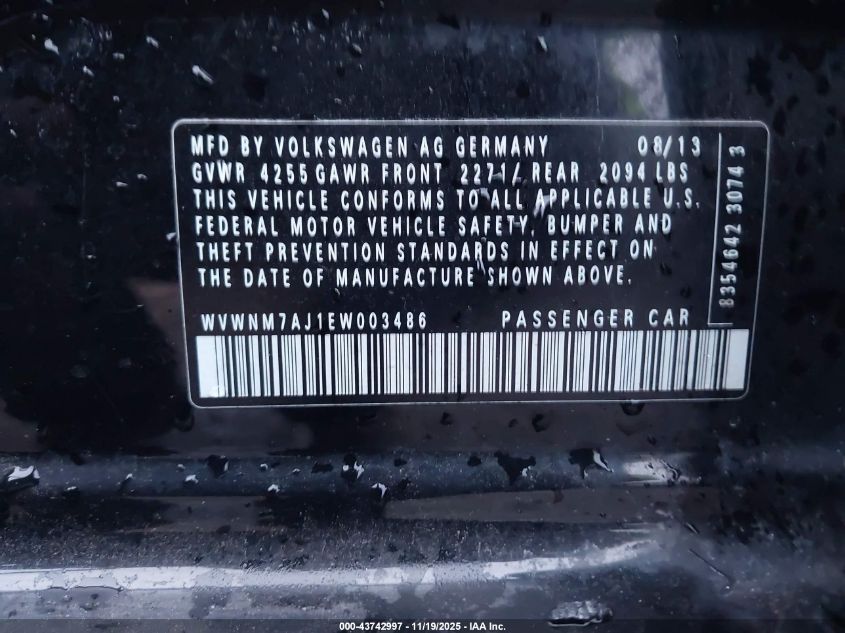 MFD BY VOLKSWAGEN AG GERMANY 08/13
GVWR 4255 GAWR FRONT 2271/ REAR 2094 LBS
THIS VEHICLE CONFORMS TO ALL APPLICABLE U.S.
FEDERAL MOTOR VEHICLE SAFETY, BUMPER AND
THEFT PREVENTION STANDARDS IN EFFECT ON
THE DATE OF MANUFACTURE SHOWN ABOVE.
WVWNM7AJ1EW003486 PASSENGER CAR
8354642 3074 3
000-43742997 - 11/19/2025 - IAA Inc.